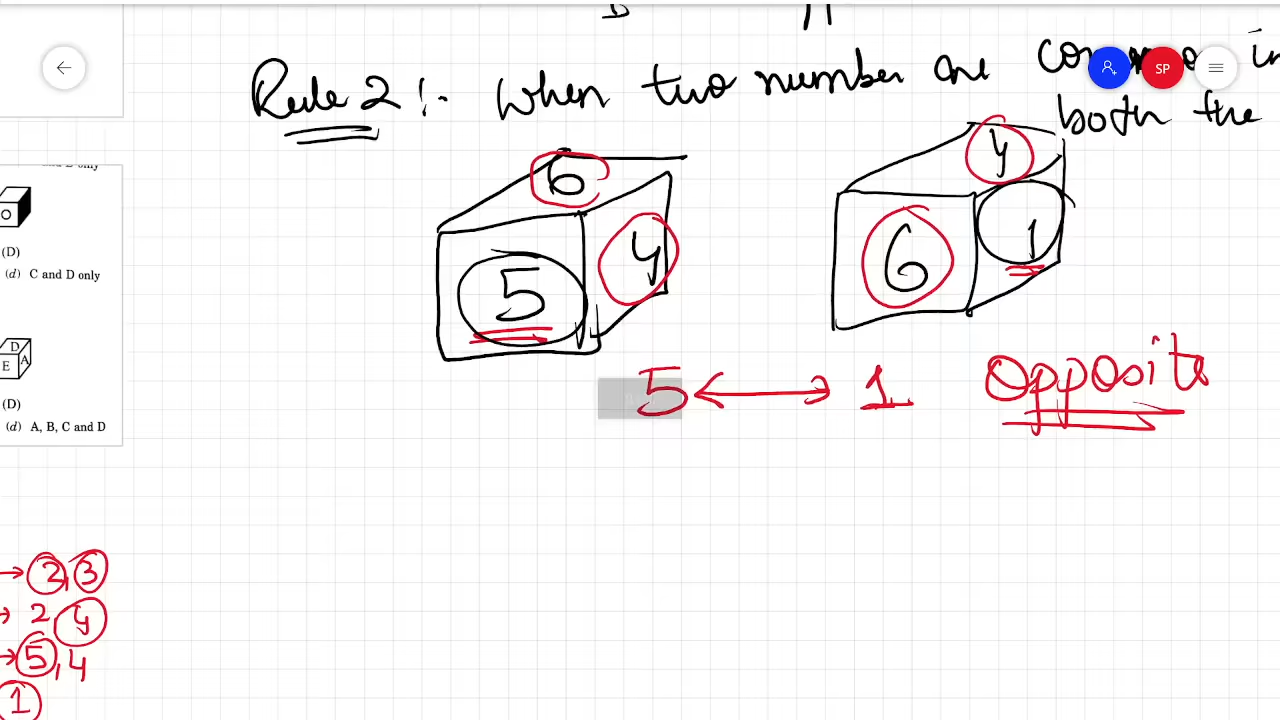 Rule 2 :- When two number are common in
both the
SP
and D only
O
(D)
(d) C and D only
D
E A
(D)
(d) A, B, C and D
6
5 4
4
6 1
5 ↔ 1 Opposite
→ 2, 3
2, 4
→ 5, 4
1